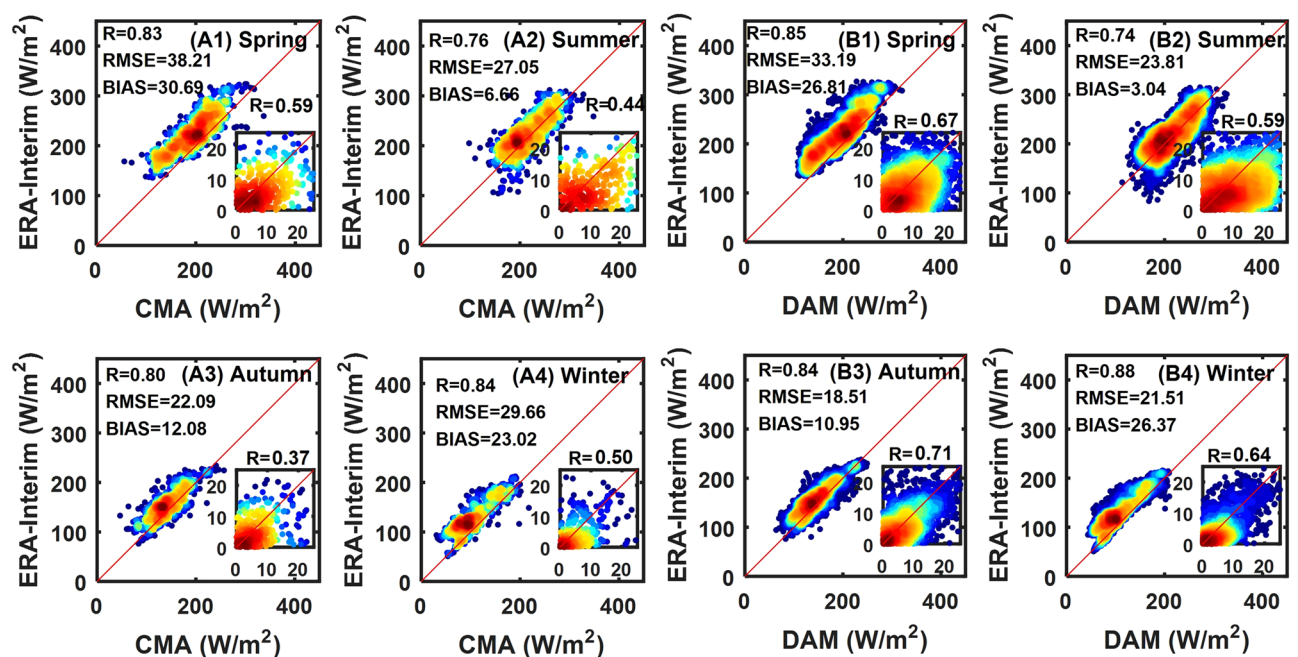 R=0.83
(A1) Spring
RMSE=38.21
BIAS=30.69
R=0.59
ERA-Interim (W/m²)
400
300
200
100
0
20
10
0
0 10 20
0 200 400
CMA (W/m²)
R=0.76
(A2) Summer
RMSE=27.05
BIAS=6.66
R=0.44
400
300
200
100
0
20
10
0
0 10 20
0 200 400
CMA (W/m²)
R=0.85
(B1) Spring
RMSE=33.19
BIAS=26.81
R=0.67
ERA-Interim (W/m²)
400
300
200
100
0
20
10
0
0 10 20
0 200 400
DAM (W/m²)
R=0.74
(B2) Summer
RMSE=23.81
BIAS=3.04
R=0.59
ERA-Interim (W/m²)
400
300
200
100
0
20
10
0
0 10 20
0 200 400
DAM (W/m²)
R=0.80
(A3) Autumn
RMSE=22.09
BIAS=12.08
R=0.37
ERA-Interim (W/m²)
400
300
200
100
0
20
10
0
0 10 20
0 200 400
CMA (W/m²)
R=0.84
(A4) Winter
RMSE=29.66
BIAS=23.02
R=0.50
ERA-Interim (W/m²)
400
300
200
100
0
20
10
0
0 10 20
0 200 400
CMA (W/m²)
R=0.84
(B3) Autumn
RMSE=18.51
BIAS=10.95
R=0.71
ERA-Interim (W/m²)
400
300
200
100
0
20
10
0
0 10 20
0 200 400
DAM (W/m²)
R=0.88
(B4) Winter
RMSE=21.51
BIAS=26.37
R=0.64
ERA-Interim (W/m²)
400
300
200
100
0
20
10
0
0 10 20
0 200 400
DAM (W/m²)